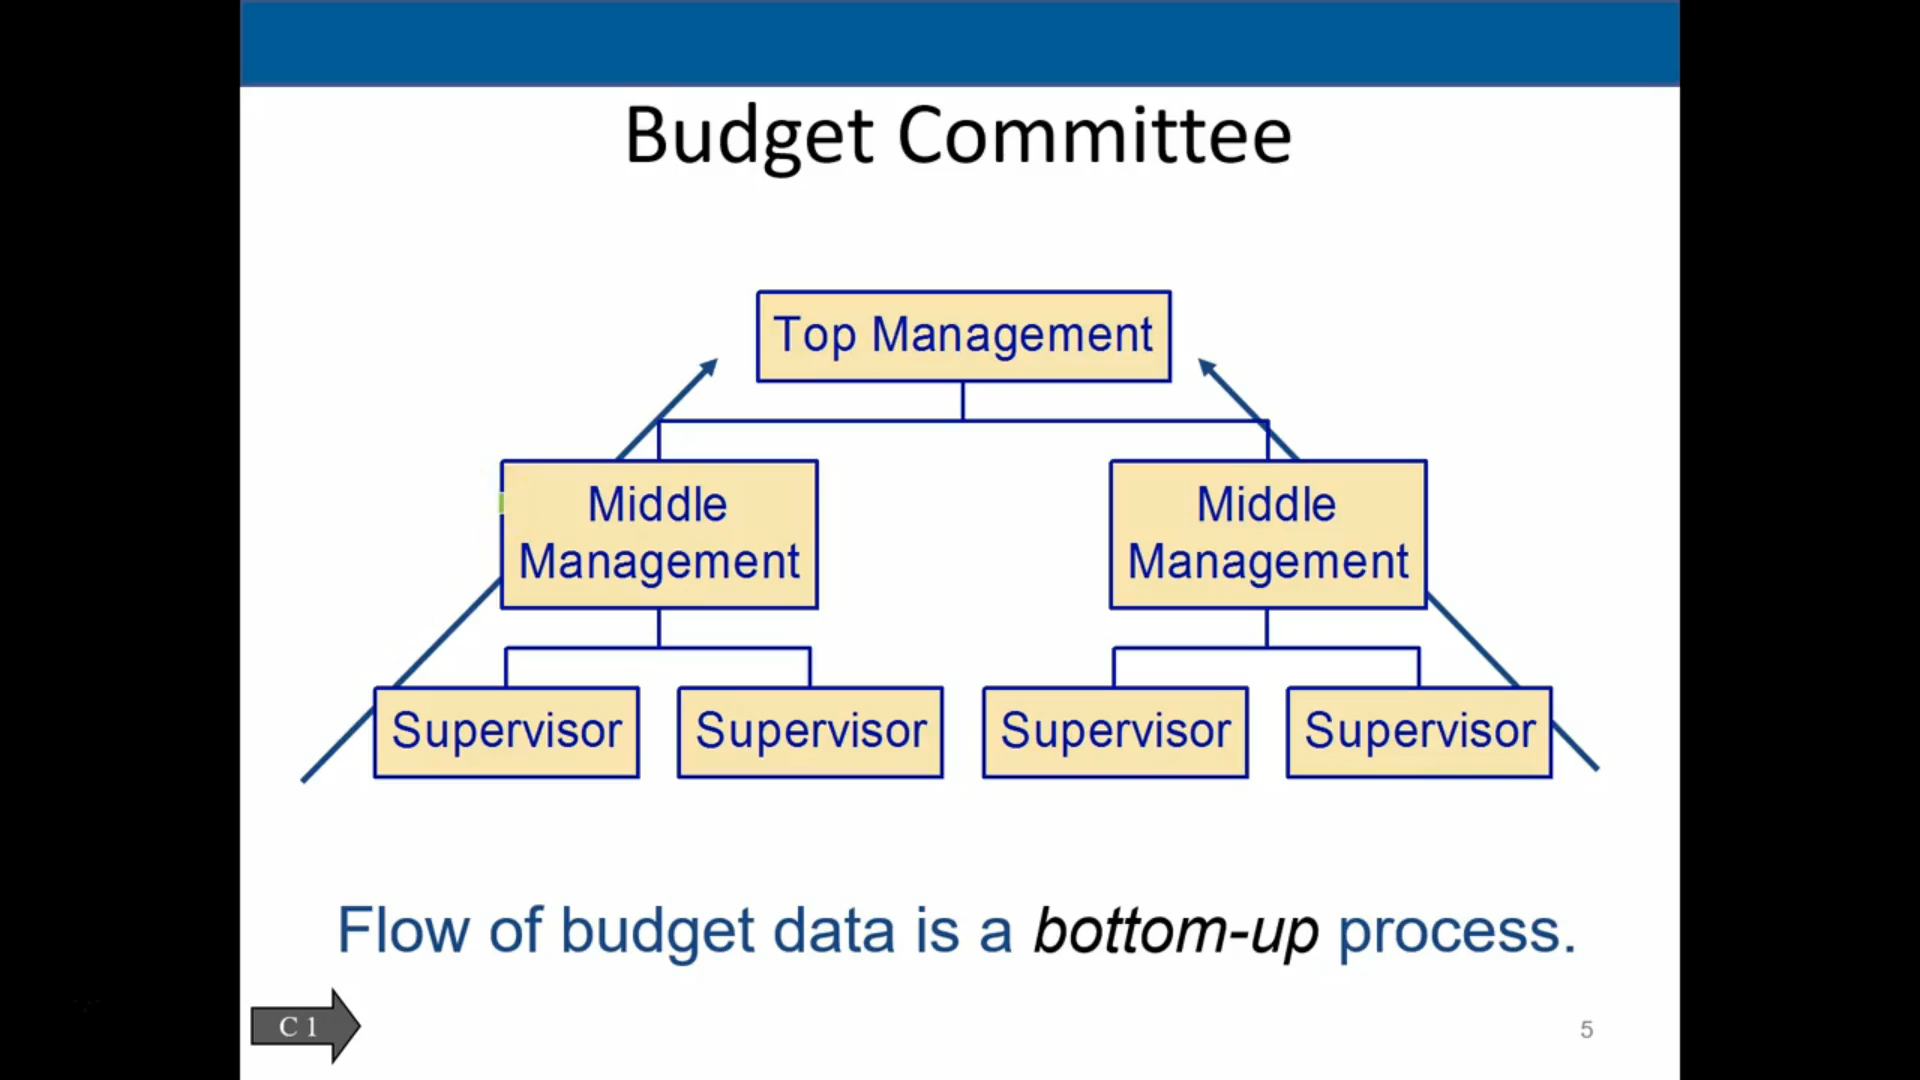 Budget Committee
Top Management
Middle
Management
Middle
Management
Supervisor
Supervisor
Supervisor
Supervisor
Flow of budget data is a bottom-up process.
C 1
5